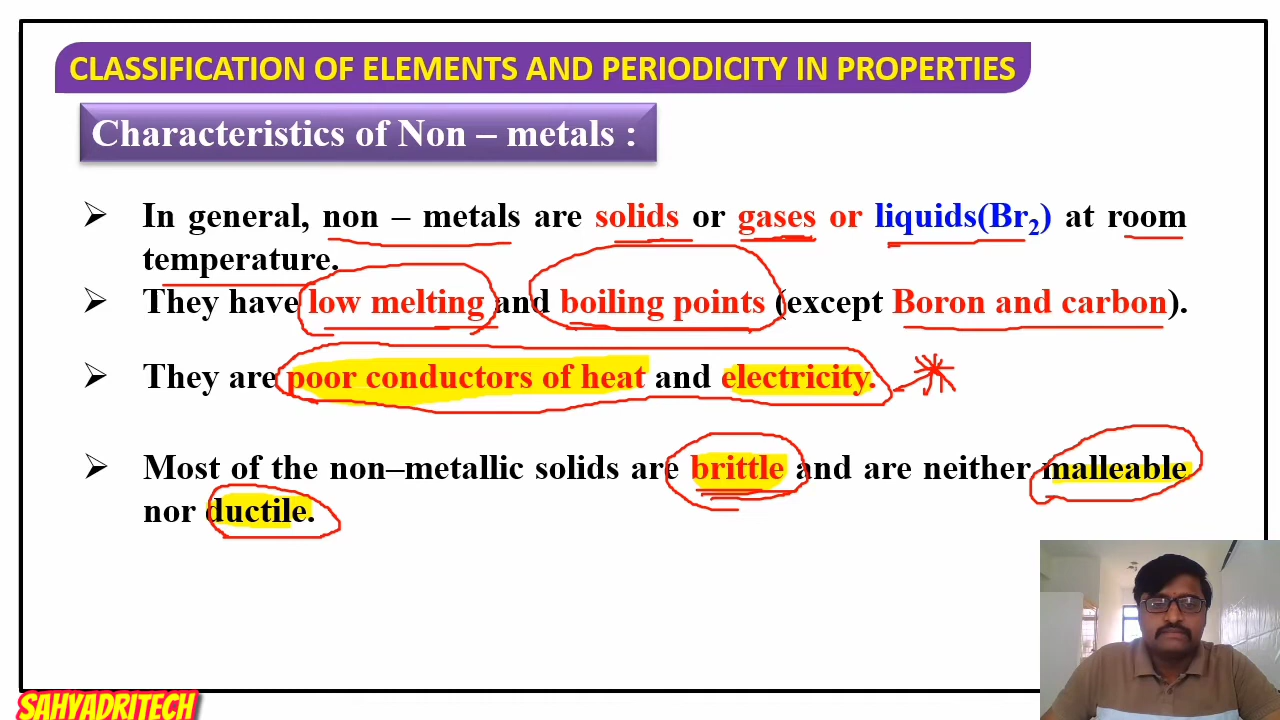 CLASSIFICATION OF ELEMENTS AND PERIODICITY IN PROPERTIES
Characteristics of Non – metals :
➢ In general, non – metals are solids or gases or liquids(Br₂) at room
temperature.
➢ They have low melting and boiling points (except Boron and carbon).
➢ They are poor conductors of heat and electricity.
➢ Most of the non–metallic solids are brittle and are neither malleable
nor ductile.
SAHYADRITECH